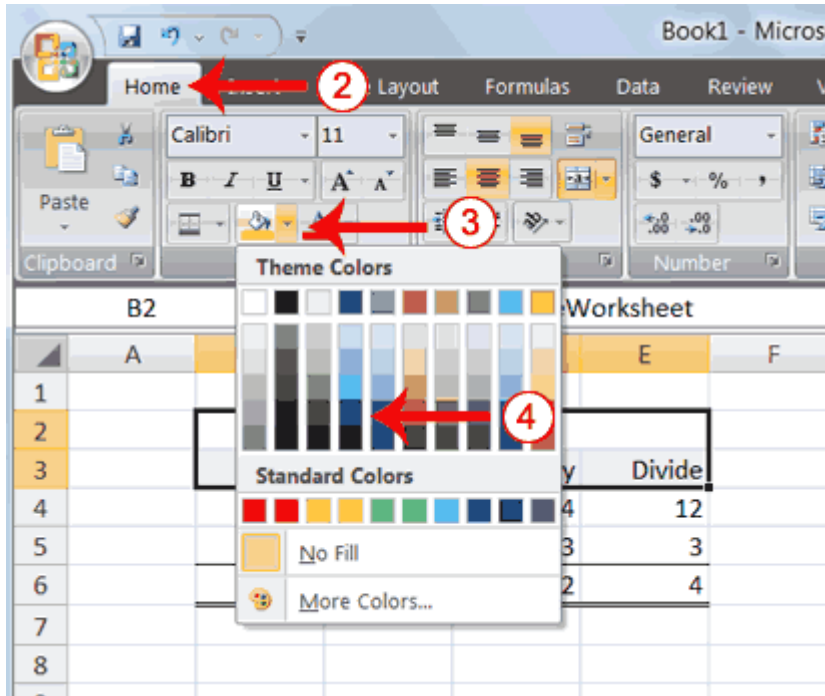 Book1 - Micros
Home 2 Layout Formulas Data Review
Calibri 11 General
B I U A A $ % ,
Paste 3 .00 .0
Clipboard Number
Theme Colors
B2 Worksheet
A E F
1
2 4
3 Standard Colors y Divide
4 4 12
5 No Fill 3 3
6 More Colors... 2 4
7
8